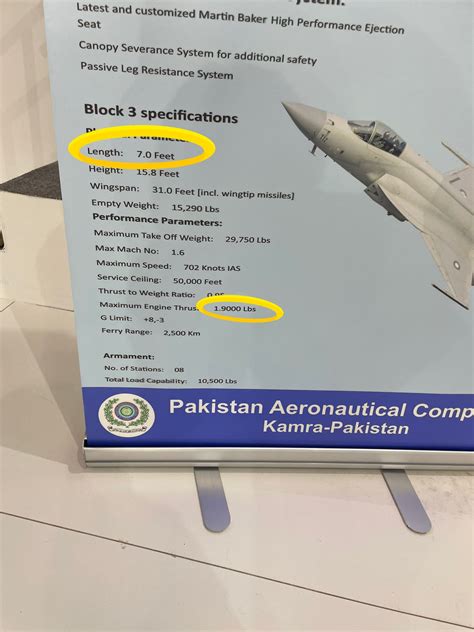 Latest and customized Martin Baker High Performance Ejection
Seat
Canopy Severance System for additional safety
Passive Leg Resistance System
Block 3 specifications
Length: 7.0 Feet
Height: 15.8 Feet
Wingspan: 31.0 Feet [incl. wingtip missiles]
Empty Weight: 15,290 Lbs
Performance Parameters:
Maximum Take Off Weight: 29,750 Lbs
Max Mach No: 1.6
Maximum Speed: 702 Knots IAS
Service Ceiling: 50,000 Feet
Thrust to Weight Ratio:
Maximum Engine Thrus 1.9000 Lbs
G Limit: +8,-3
Ferry Range: 2,500 Km
Armament:
No. of Stations: 08
Total Load Capability: 10,500 Lbs
Pakistan Aeronautical Comp
Kamra-Pakistan